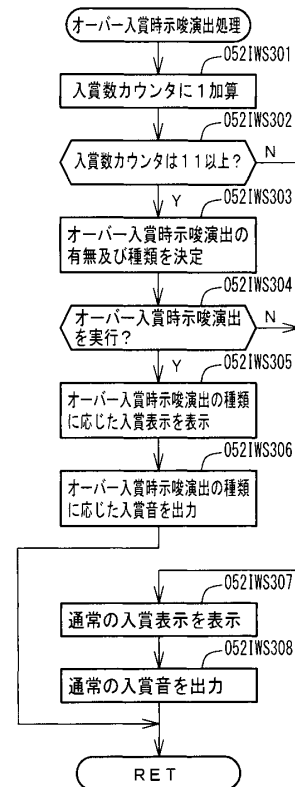 オーバー入賞時示唆演出処理
052IWS301
入賞数カウンタに1加算
052IWS302
入賞数カウンタは11以上?
N
Y
052IWS303
オーバー入賞時示唆演出の
有無及び種類を決定
052IWS304
オーバー入賞時示唆演出
を実行?
N
Y
052IWS305
オーバー入賞時示唆演出の種類
に応じた入賞表示を表示
052IWS306
オーバー入賞時示唆演出の種類
に応じた入賞音を出力
052IWS307
通常の入賞表示を表示
052IWS308
通常の入賞音を出力
RET